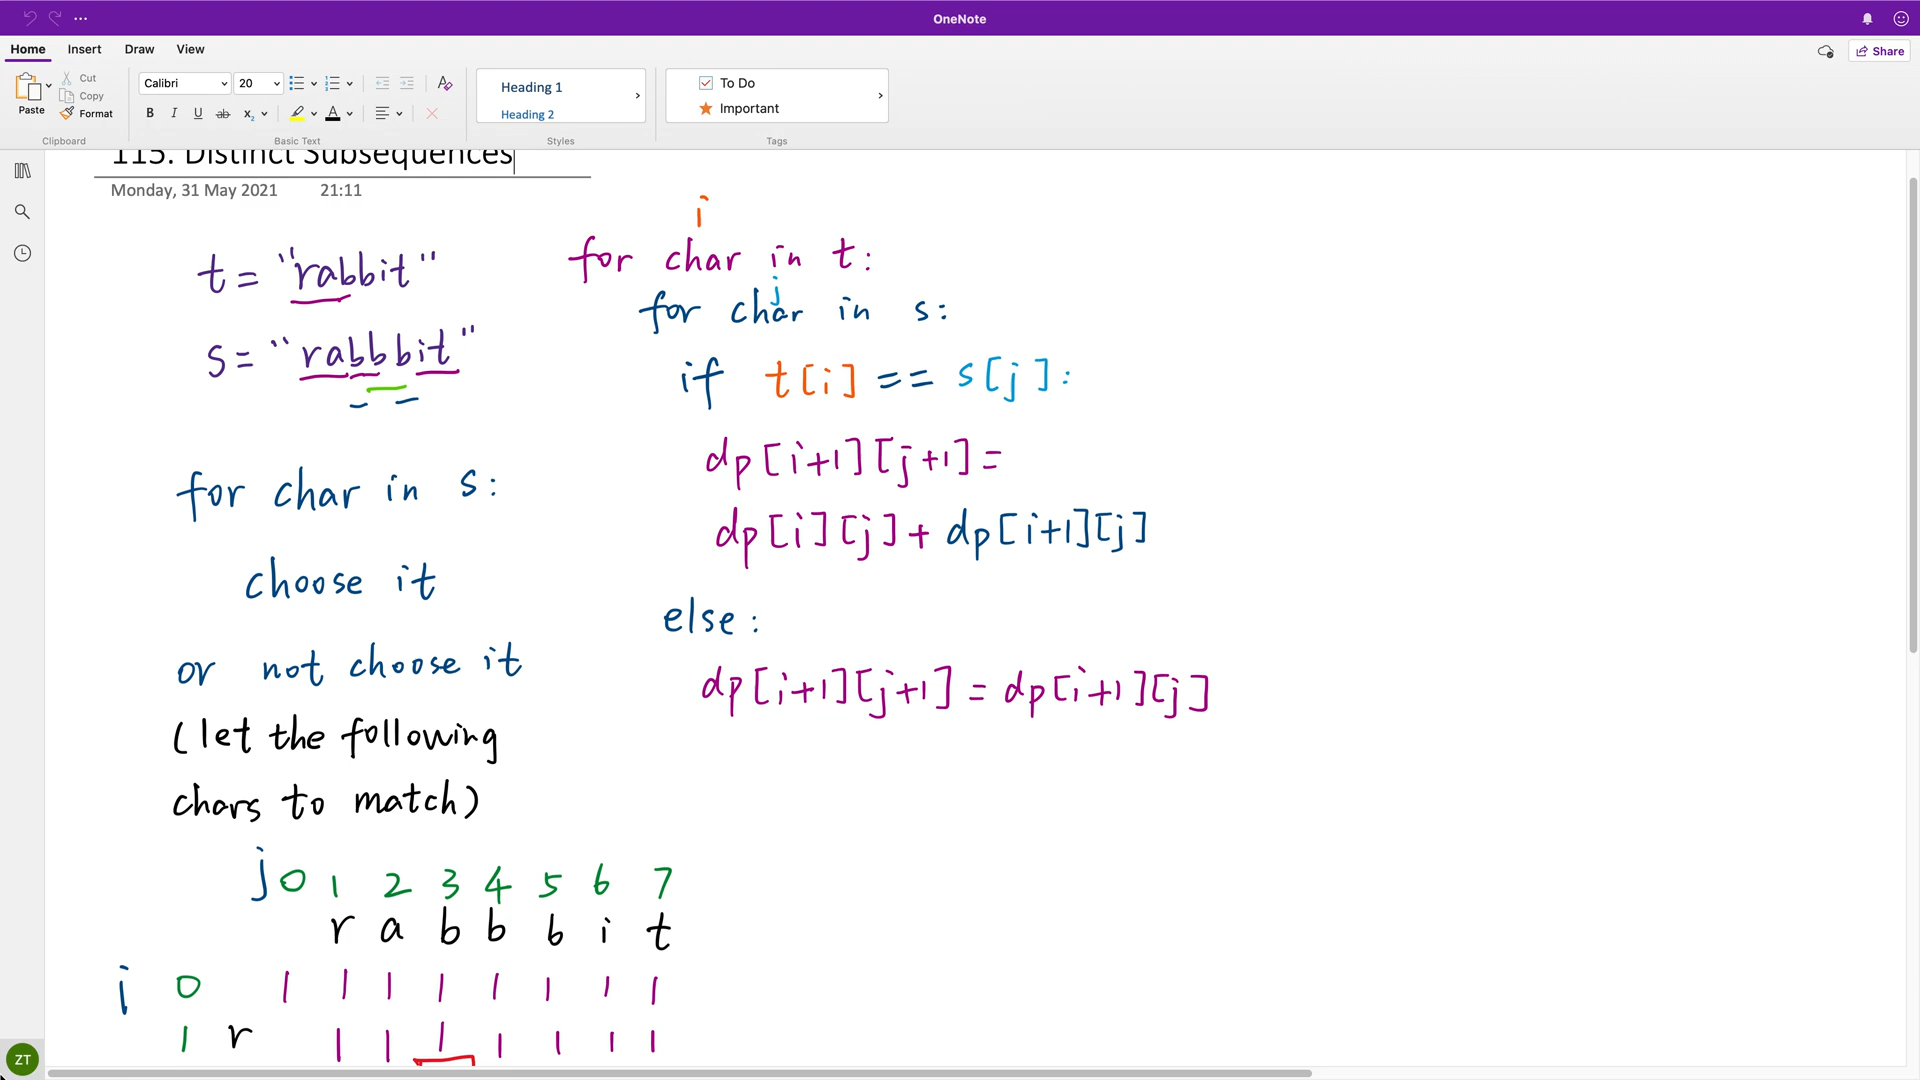 OneNote
Home Insert Draw View
Share
Paste
Cut
Copy
Format
Clipboard
Calibri 20
B I U ab x2 A
Basic Text
Heading 1
Heading 2
Styles
To Do
Important
Tags
115. Distinct Subsequences
Monday, 31 May 2021 21:11
t = "rabbit"
s = "rabbbit"
for char in s:
choose it
or not choose it
(let the following
chars to match)
i
for char in t:
j
for char in s:
if t[i] == s[j]:
dp[i+1][j+1] =
dp[i][j] + dp[i+1][j]
else:
dp[i+1][j+1] = dp[i+1][j]
j 0 1 2 3 4 5 6 7
r a b b b i t
i 0 1 1 1 1 1 1 1 1
1 r 1 1 1 1 1 1 1
ZT